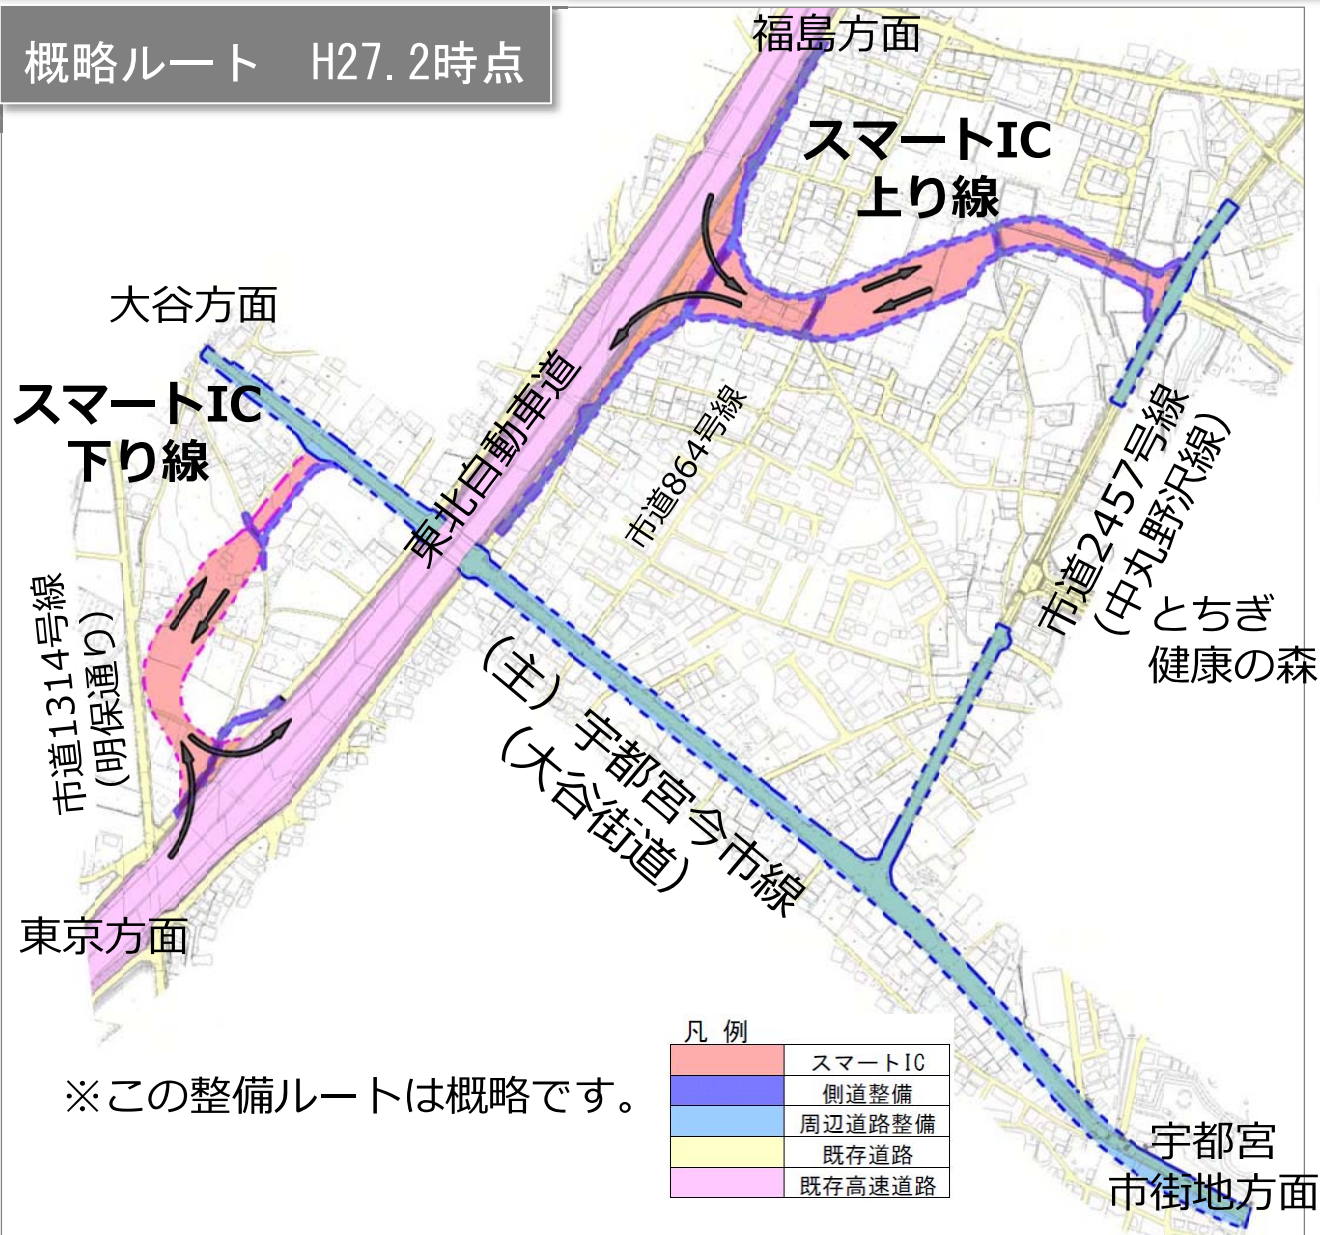 概略ルート　H27.2時点
福島方面
スマートIC
上り線
大谷方面
スマートIC
下り線
東北自動車道
市道864号線
市道2457号線
(中丸野沢線)
とちぎ
健康の森
市道1314号線
(明保通り)
(主)宇都宮今市線
(大谷街道)
東京方面
凡 例
スマートIC
側道整備
周辺道路整備
既存道路
既存高速道路
※この整備ルートは概略です。
宇都宮
市街地方面